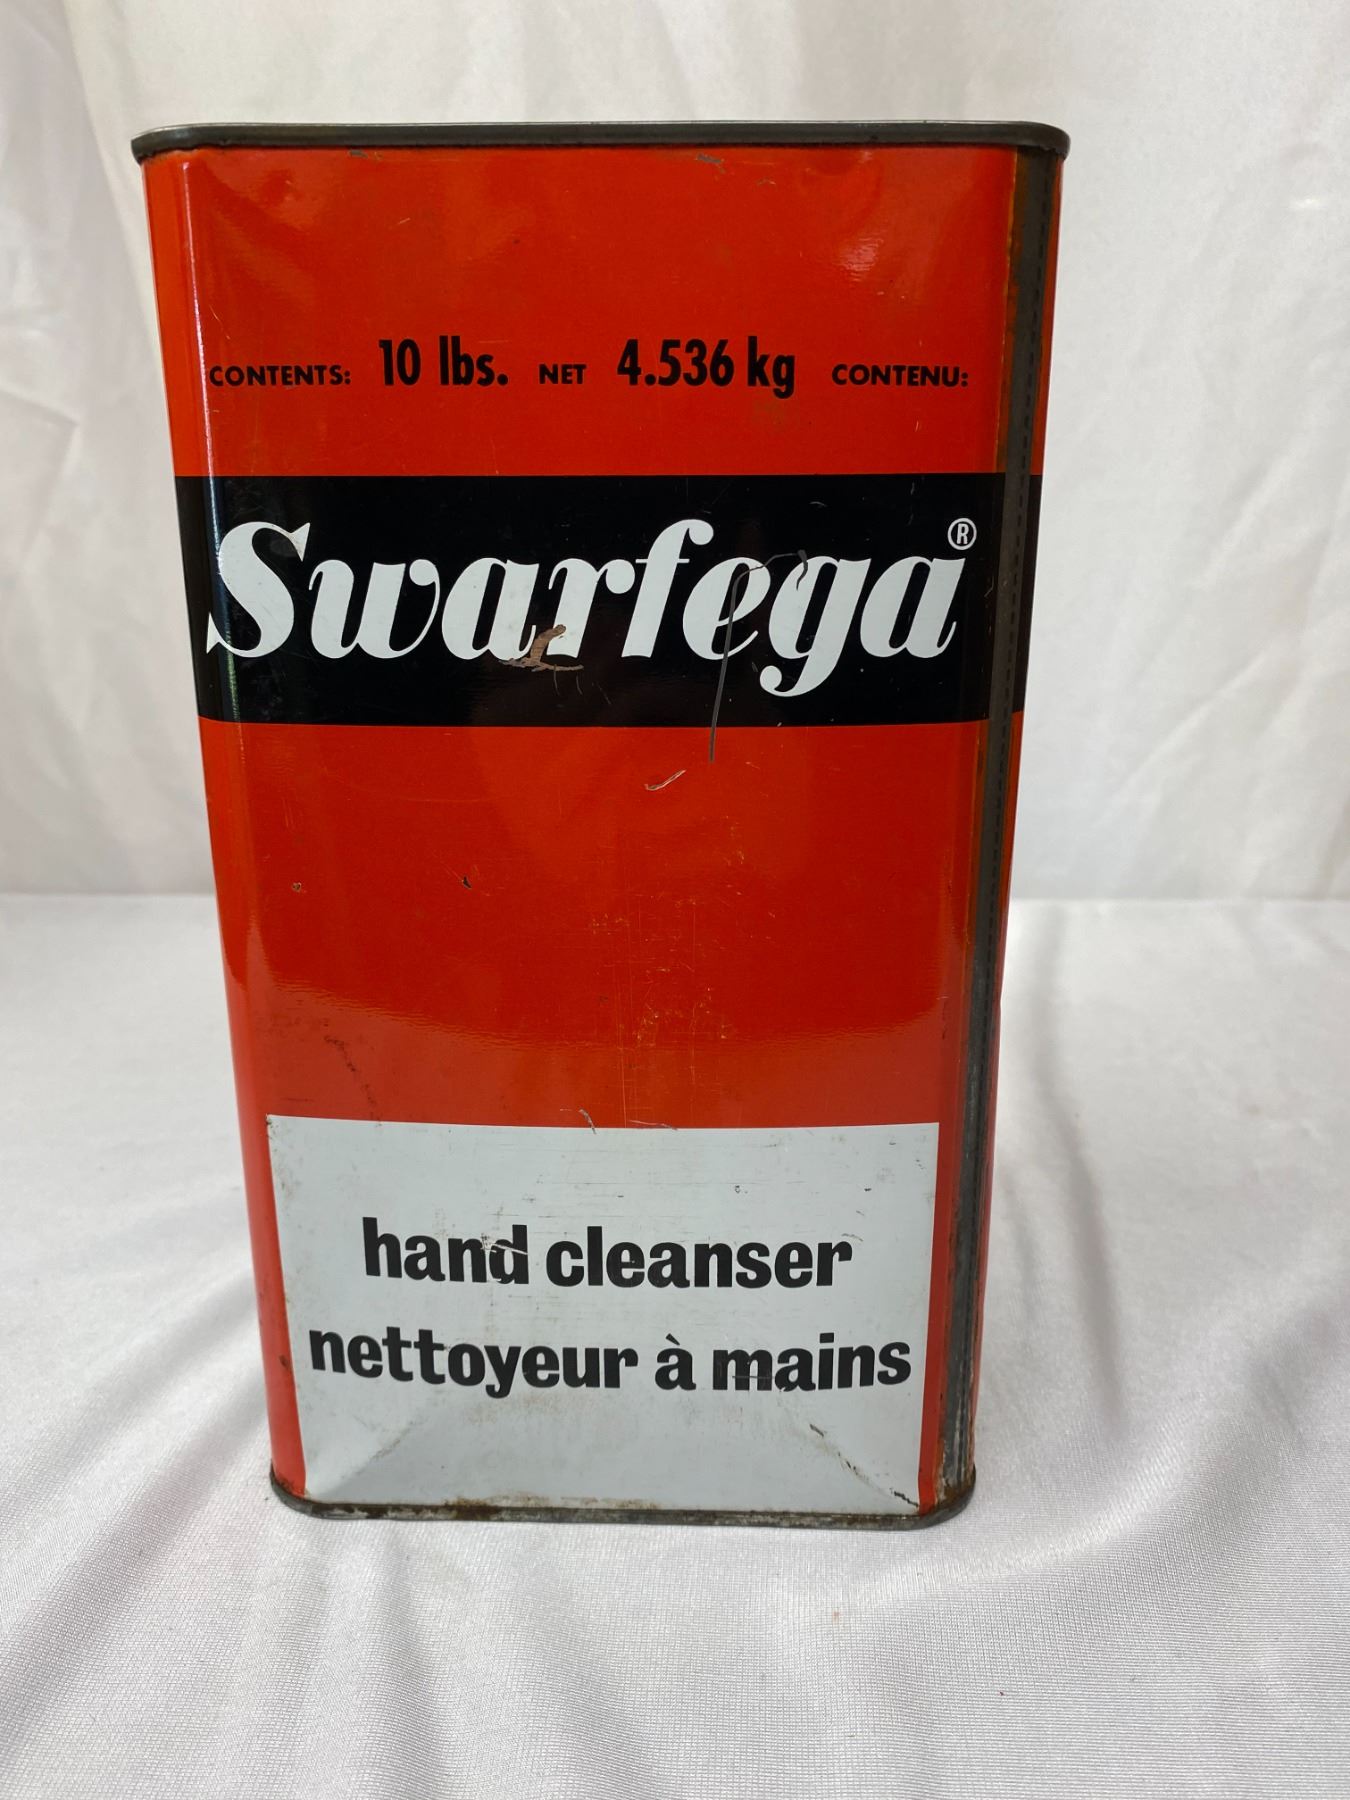 CONTENTS: 10 lbs. NET 4.536 kg CONTENU:
Swarfega®
hand cleanser
nettoyeur à mains